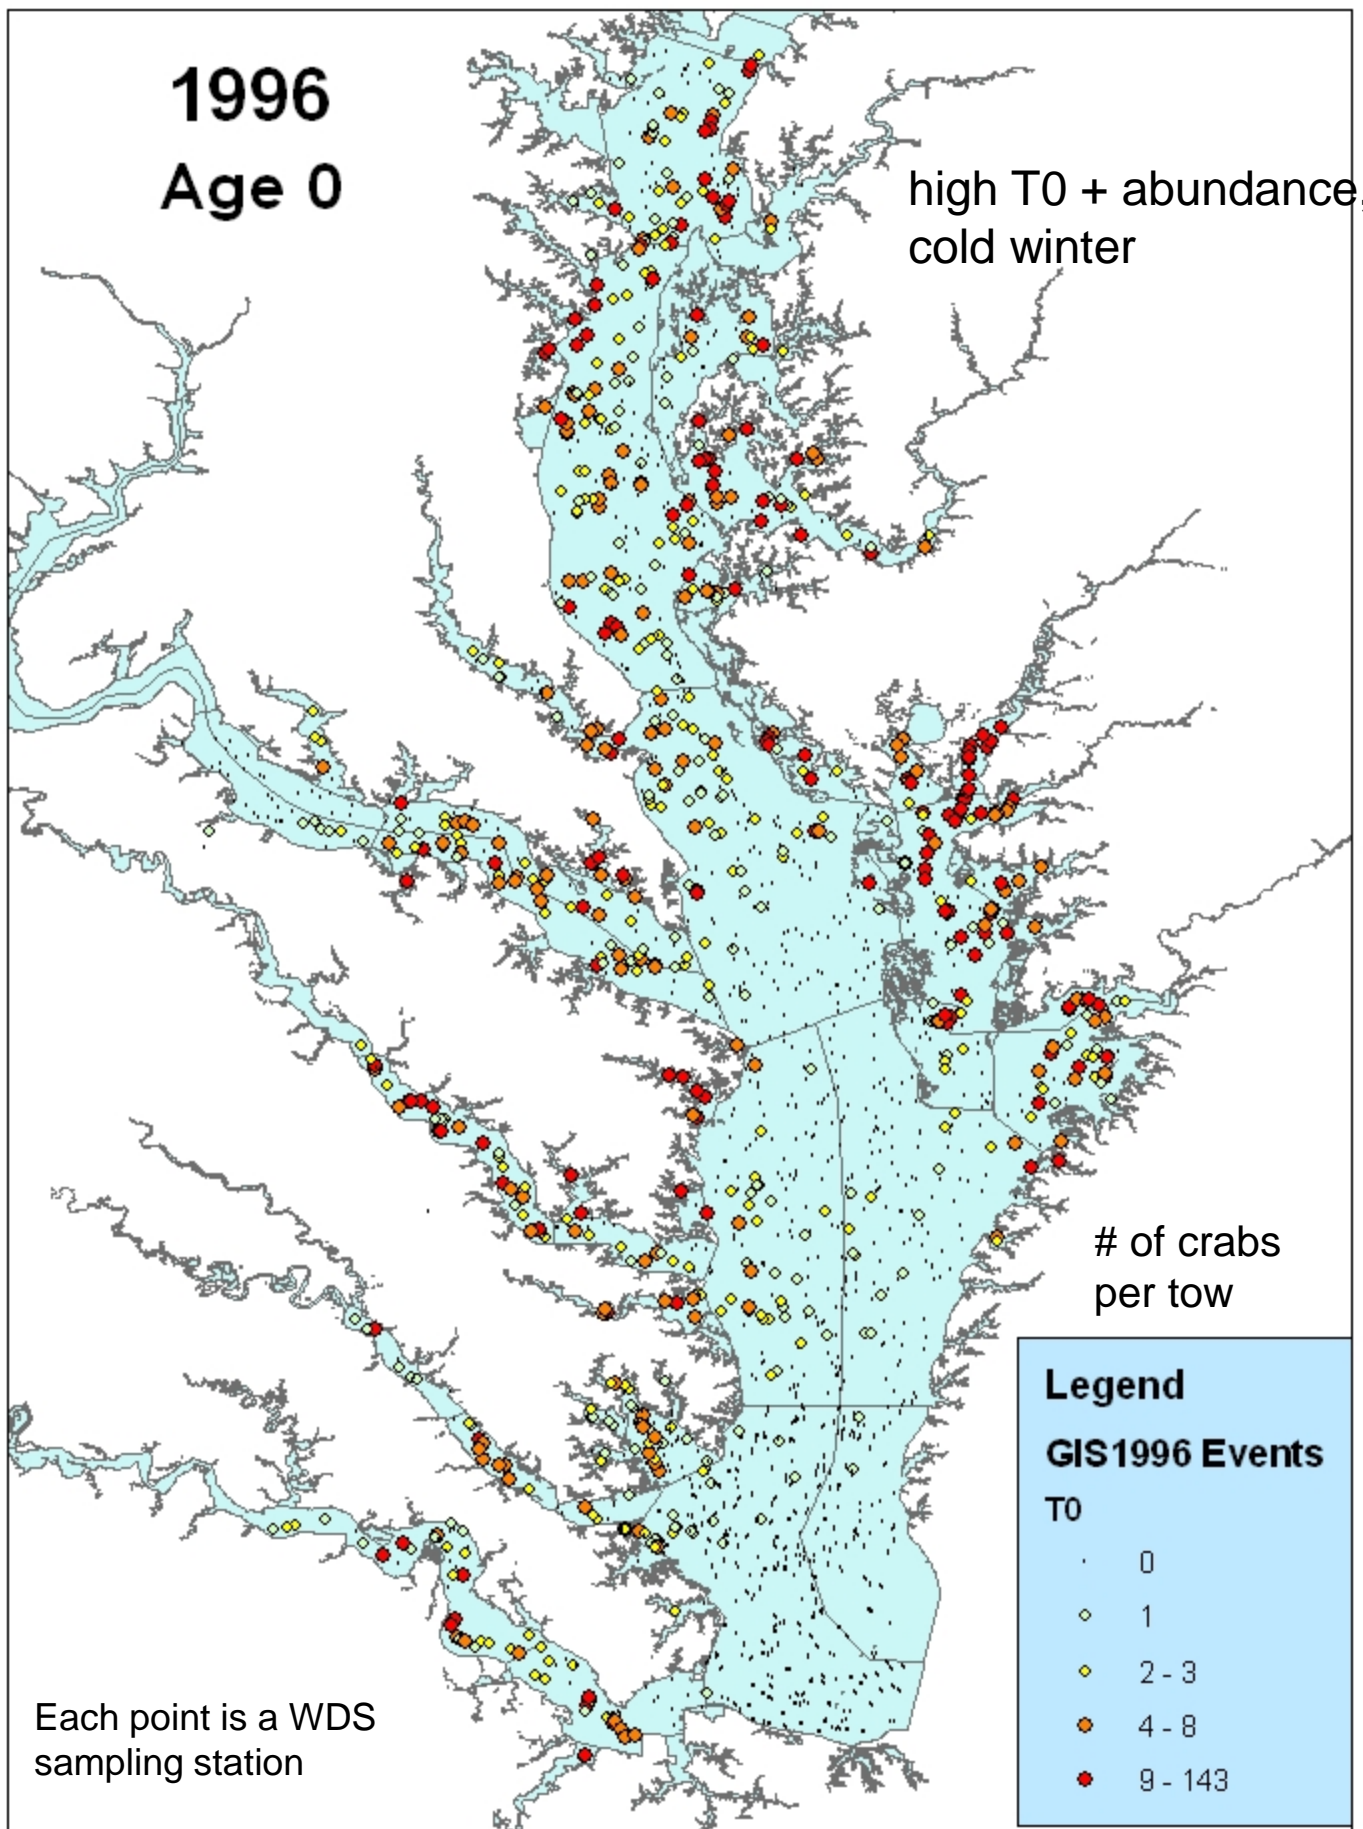 1996
Age 0
high T0 + abundance,
cold winter
# of crabs
per tow
Legend
GIS1996 Events
T0
0
1
2 - 3
4 - 8
9 - 143
Each point is a WDS
sampling station